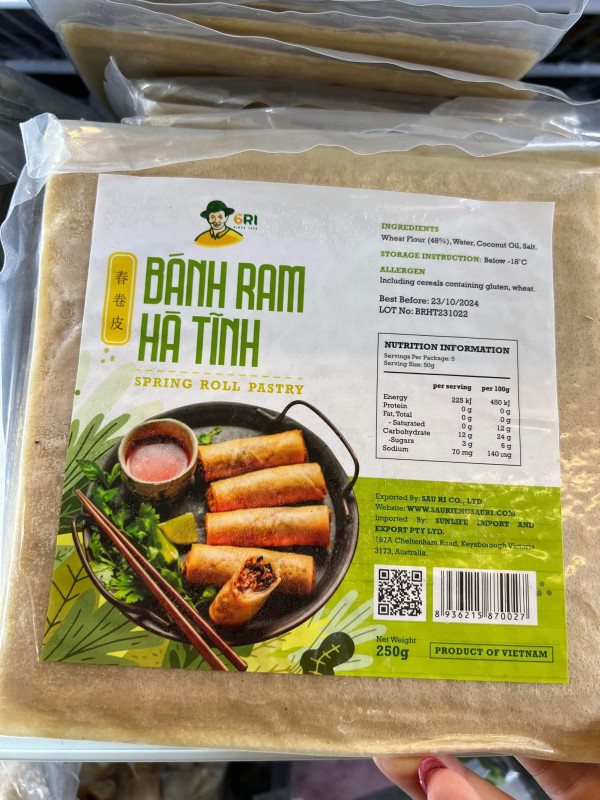 6RI
SINCE 1958
春卷皮
BÁNH RAM
HÀ TĨNH
SPRING ROLL PASTRY
INGREDIENTS
Wheat Flour (48%), Water, Coconut Oil, Salt.
STORAGE INSTRUCTION: Below -18°C
ALLERGEN
Including cereals containing gluten, wheat.
Best Before: 23/10/2024
LOT No: BRHT231022
NUTRITION INFORMATION
Servings Per Package: 5
Serving Size: 50g
per serving per 100g
Energy 225 kJ 450 kJ
Protein 0 g 0 g
Fat, Total 0 g 0 g
- Saturated 0 g 12 g
Carbohydrate 12 g 24 g
-Sugars 3 g 6 g
Sodium 70 mg 140 mg
Exported By: SAU RI CO., LTD
Website: WWW.SAURIENGSAURI.COM
Imported By: SUNLIFE IMPORT AND
EXPORT PTY LTD.
197A Cheltenham Road, Keysborough Victoria
3173, Australia.
8 936215 870027
Net Weight
250g
PRODUCT OF VIETNAM